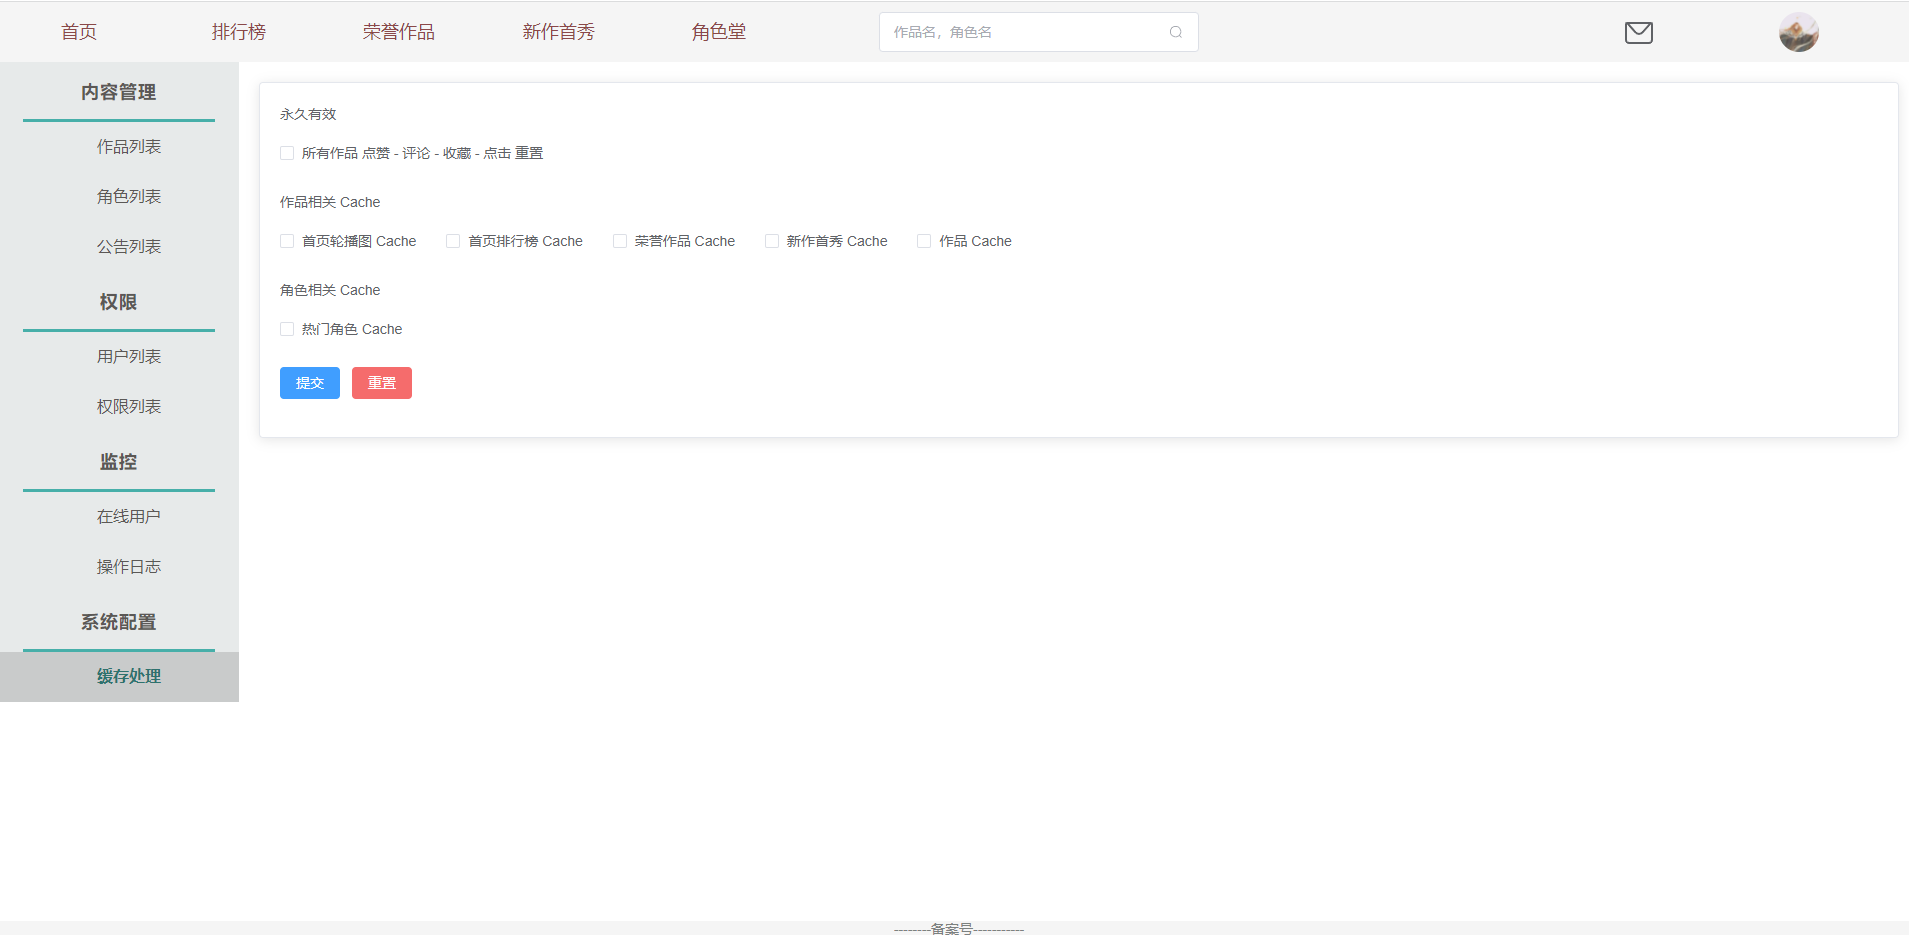 首页 排行榜 荣誉作品 新作首秀 角色堂 作品名，角色名
内容管理
作品列表
角色列表
公告列表
权限
用户列表
权限列表
监控
在线用户
操作日志
系统配置
缓存处理
永久有效
所有作品 点赞 - 评论 - 收藏 - 点击 重置
作品相关 Cache
首页轮播图 Cache 首页排行榜 Cache 荣誉作品 Cache 新作首秀 Cache 作品 Cache
角色相关 Cache
热门角色 Cache
提交 重置
--------备案号-----------